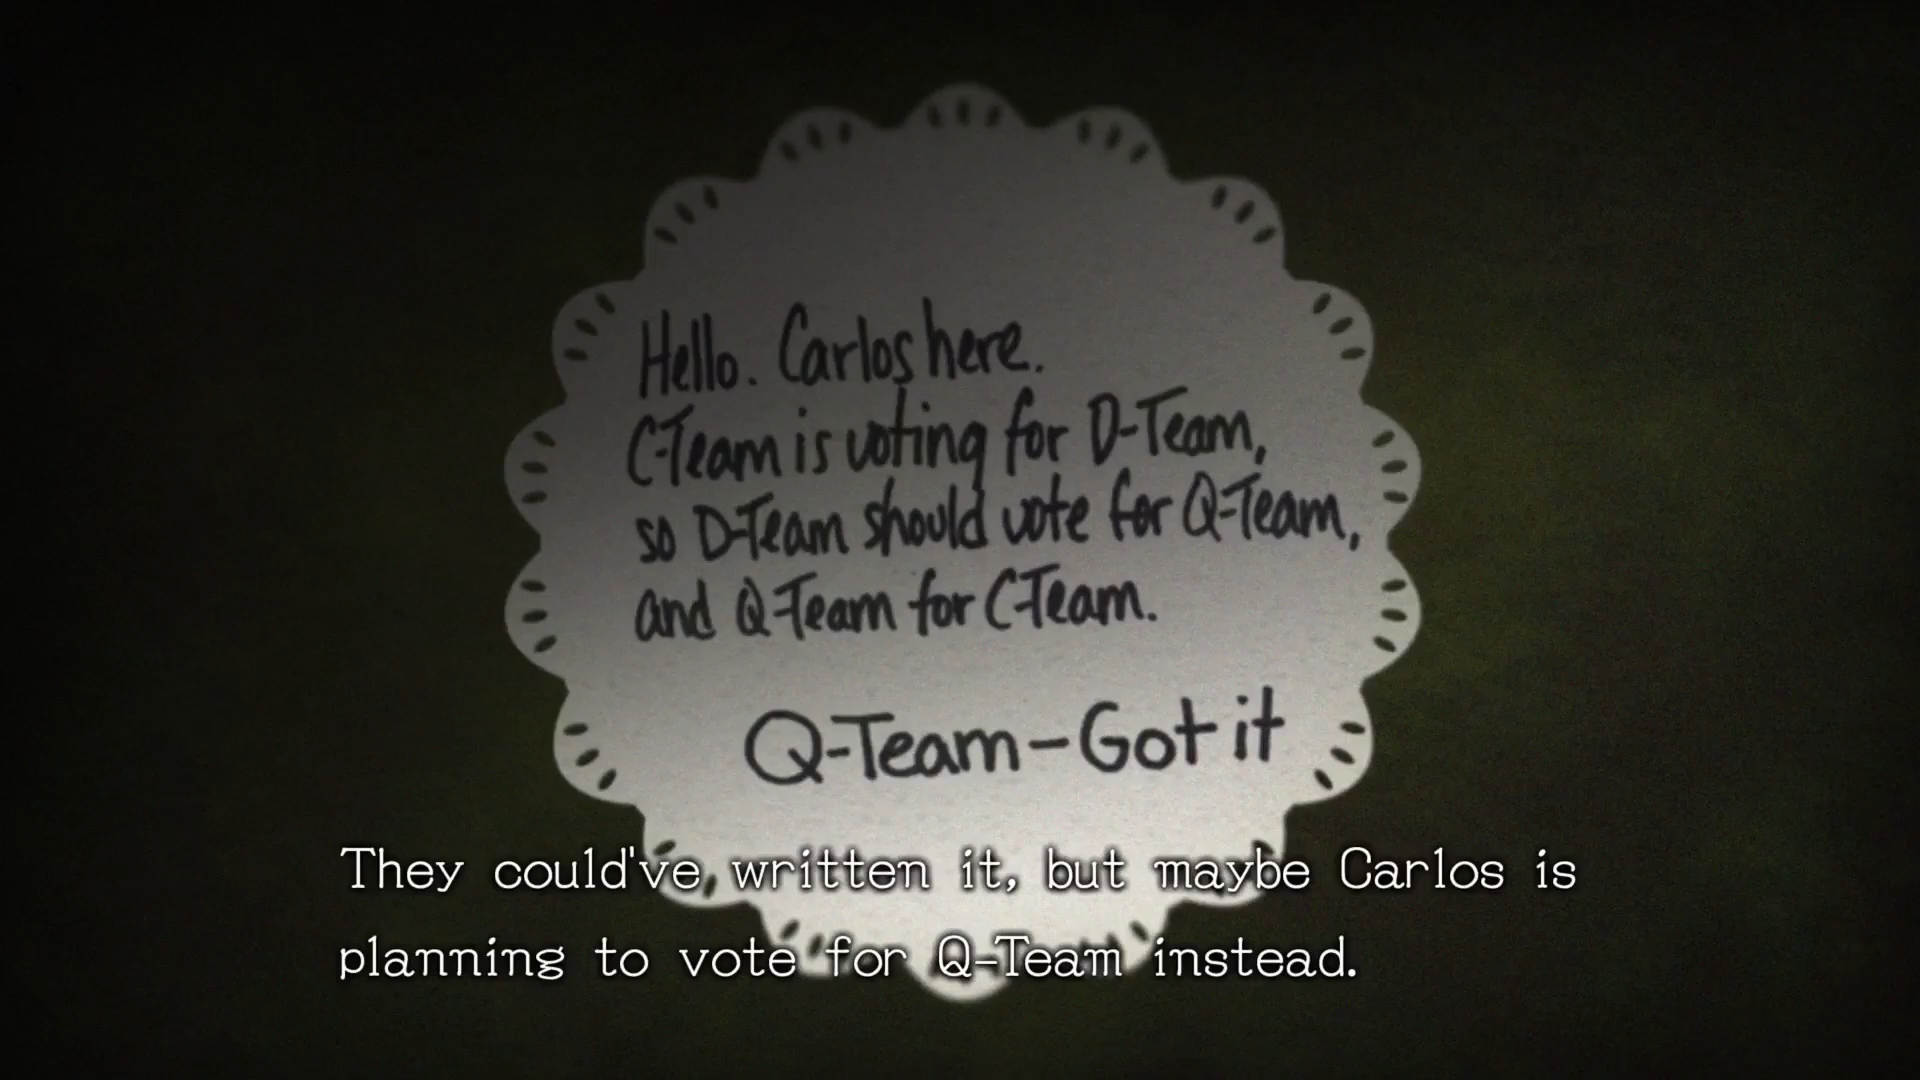 Hello. Carlos here.
C-Team is voting for D-Team,
so D-Team should vote for Q-Team,
and Q-Team for C-Team.
Q-Team-Got it
They could've written it, but maybe Carlos is
planning to vote for Q-Team instead.